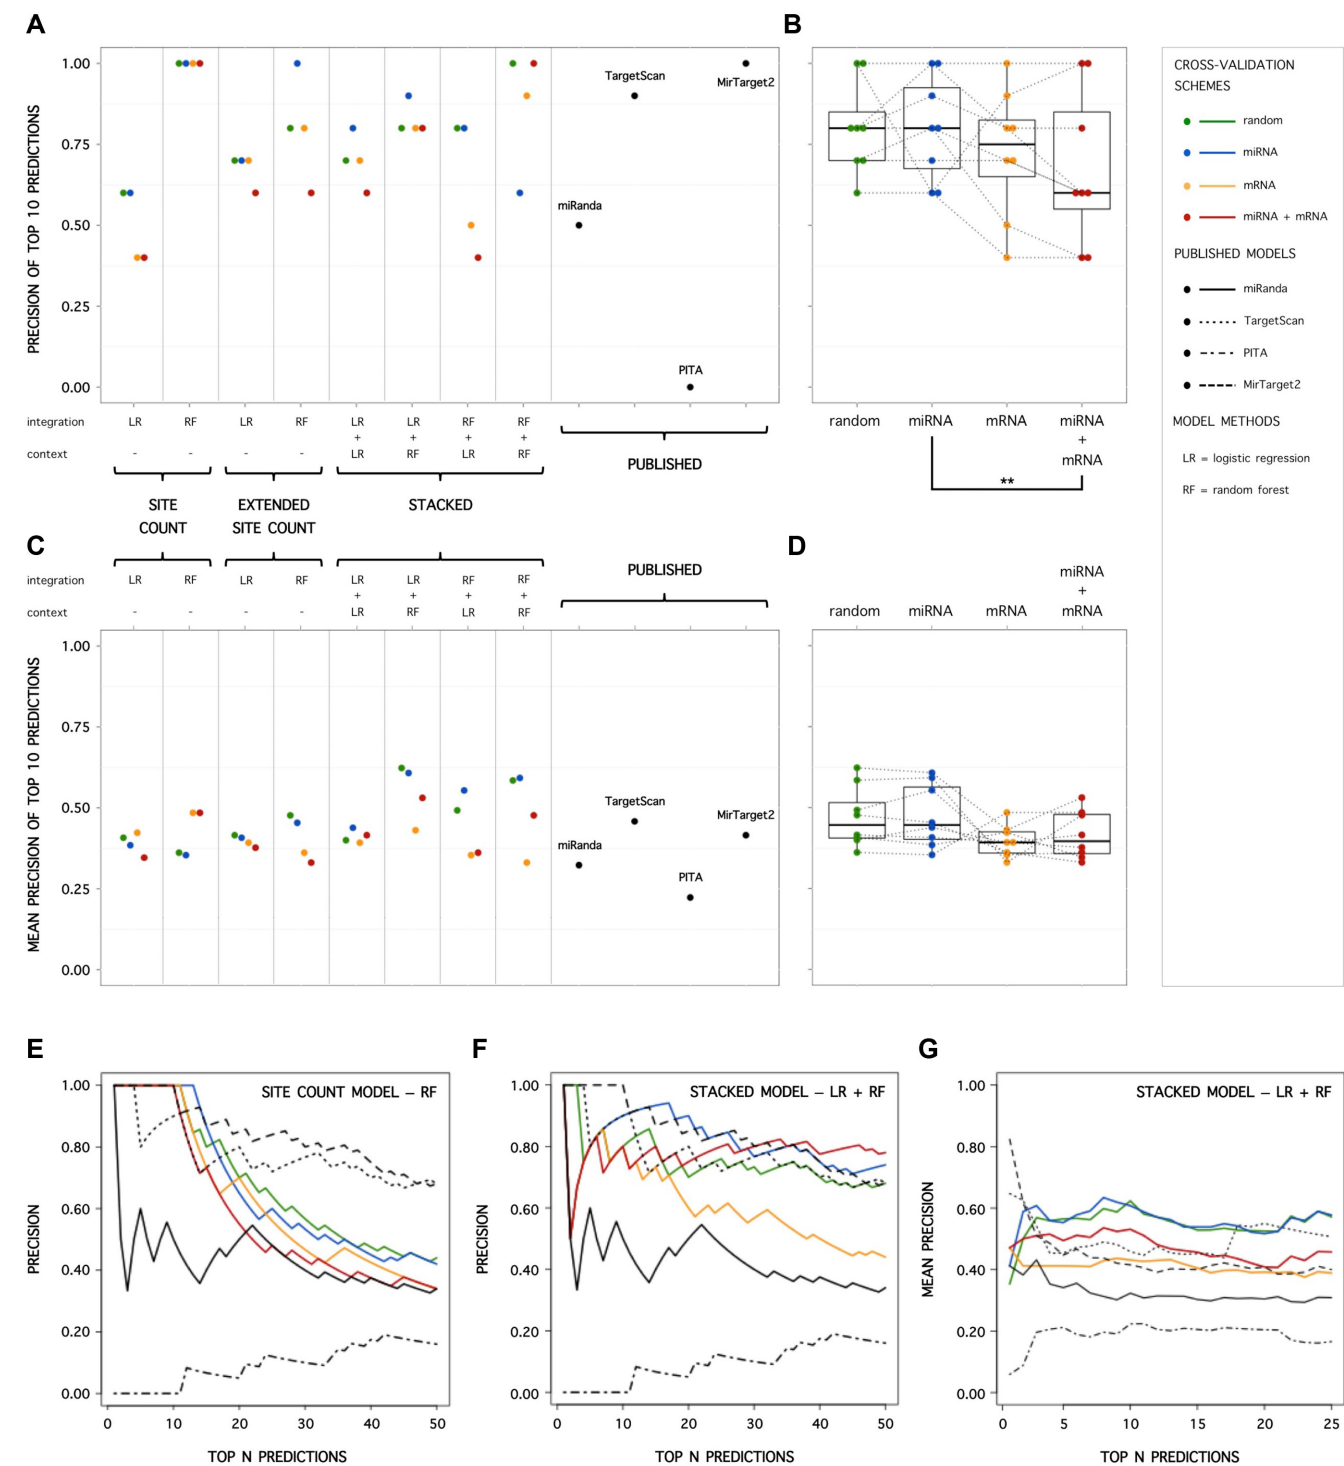 A
B
PRECISION OF TOP 10 PREDICTIONS
1.00
0.75
0.50
0.25
0.00
TargetScan
MirTarget2
miRanda
PITA
CROSS-VALIDATION
SCHEMES
random
miRNA
mRNA
miRNA + mRNA
PUBLISHED MODELS
miRanda
TargetScan
PITA
MirTarget2
MODEL METHODS
LR = logistic regression
RF = random forest
integration LR RF LR RF LR LR RF RF
+ + + +
context - - - - LR RF LR RF
SITE
COUNT
EXTENDED
SITE COUNT
STACKED
PUBLISHED
random miRNA mRNA miRNA
+
mRNA
**
C
D
integration LR RF LR RF LR LR RF RF
+ + + +
context - - - - LR RF LR RF
PUBLISHED
random miRNA mRNA miRNA
+
mRNA
MEAN PRECISION OF TOP 10 PREDICTIONS
1.00
0.75
0.50
0.25
0.00
TargetScan
MirTarget2
miRanda
PITA
E
SITE COUNT MODEL – RF
PRECISION
1.00
0.80
0.60
0.40
0.20
0.00
0 10 20 30 40 50
TOP N PREDICTIONS
F
STACKED MODEL – LR + RF
PRECISION
1.00
0.80
0.60
0.40
0.20
0.00
0 10 20 30 40 50
TOP N PREDICTIONS
G
STACKED MODEL – LR + RF
MEAN PRECISION
1.00
0.80
0.60
0.40
0.20
0.00
0 5 10 15 20 25
TOP N PREDICTIONS